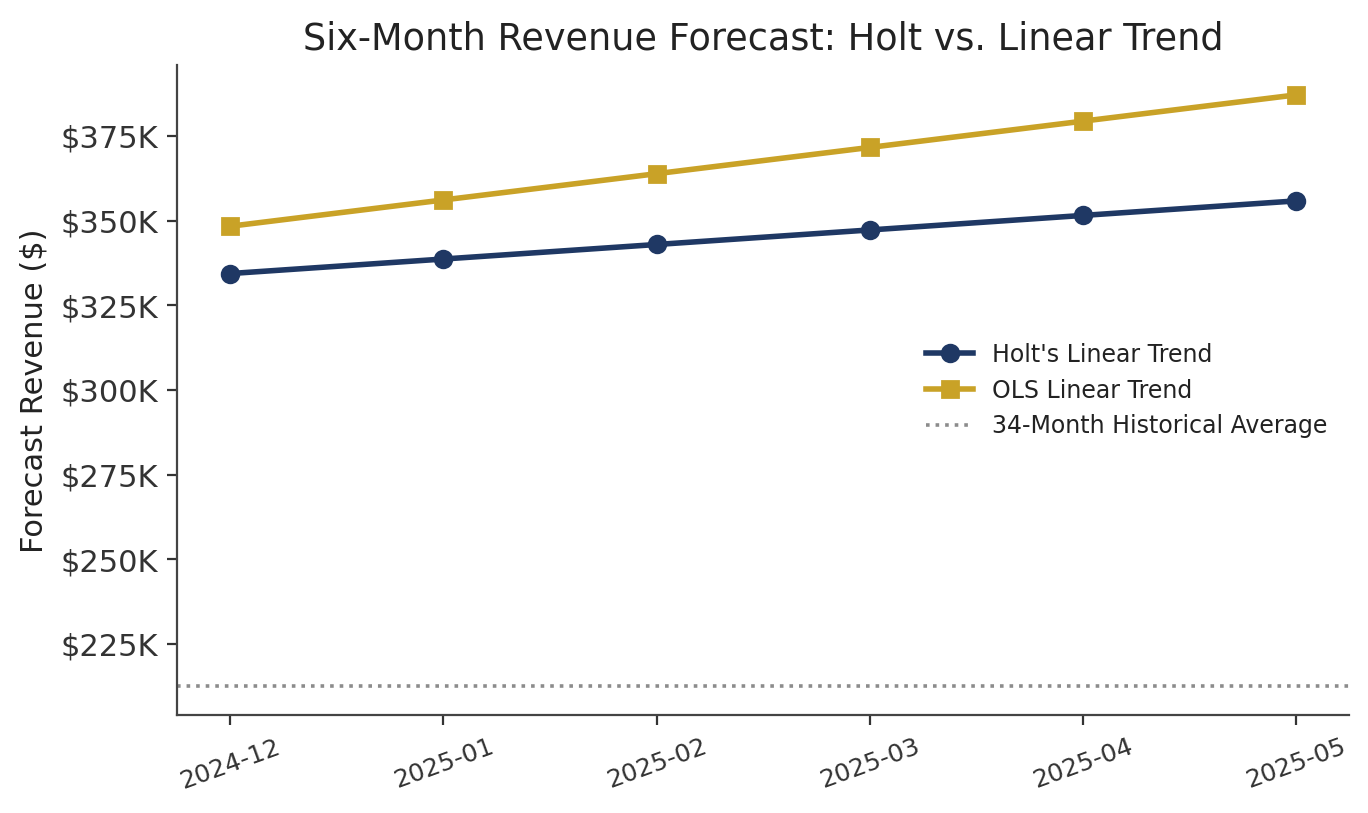 Six-Month Revenue Forecast: Holt vs. Linear Trend
Forecast Revenue ($)
$375K
$350K
$325K
$300K
$275K
$250K
$225K
Holt's Linear Trend
OLS Linear Trend
34-Month Historical Average
2024-12
2025-01
2025-02
2025-03
2025-04
2025-05